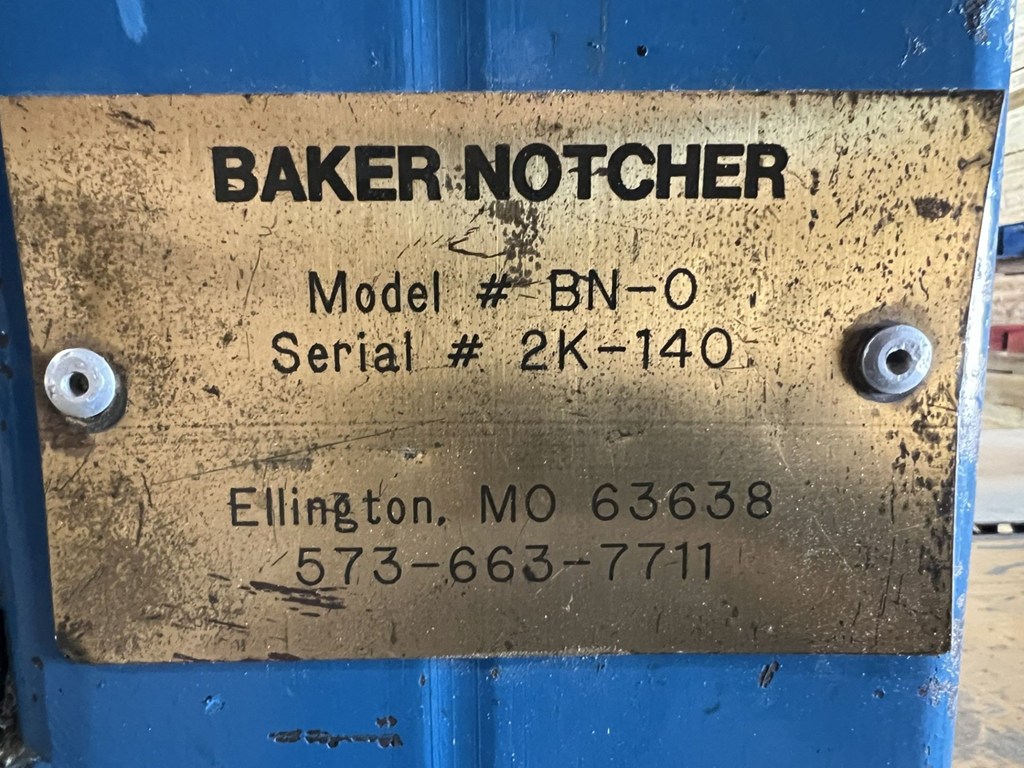 BAKER NOTCHER
Model # BN-0
Serial # 2K-140
Ellington, MO 63638
573-663-7711